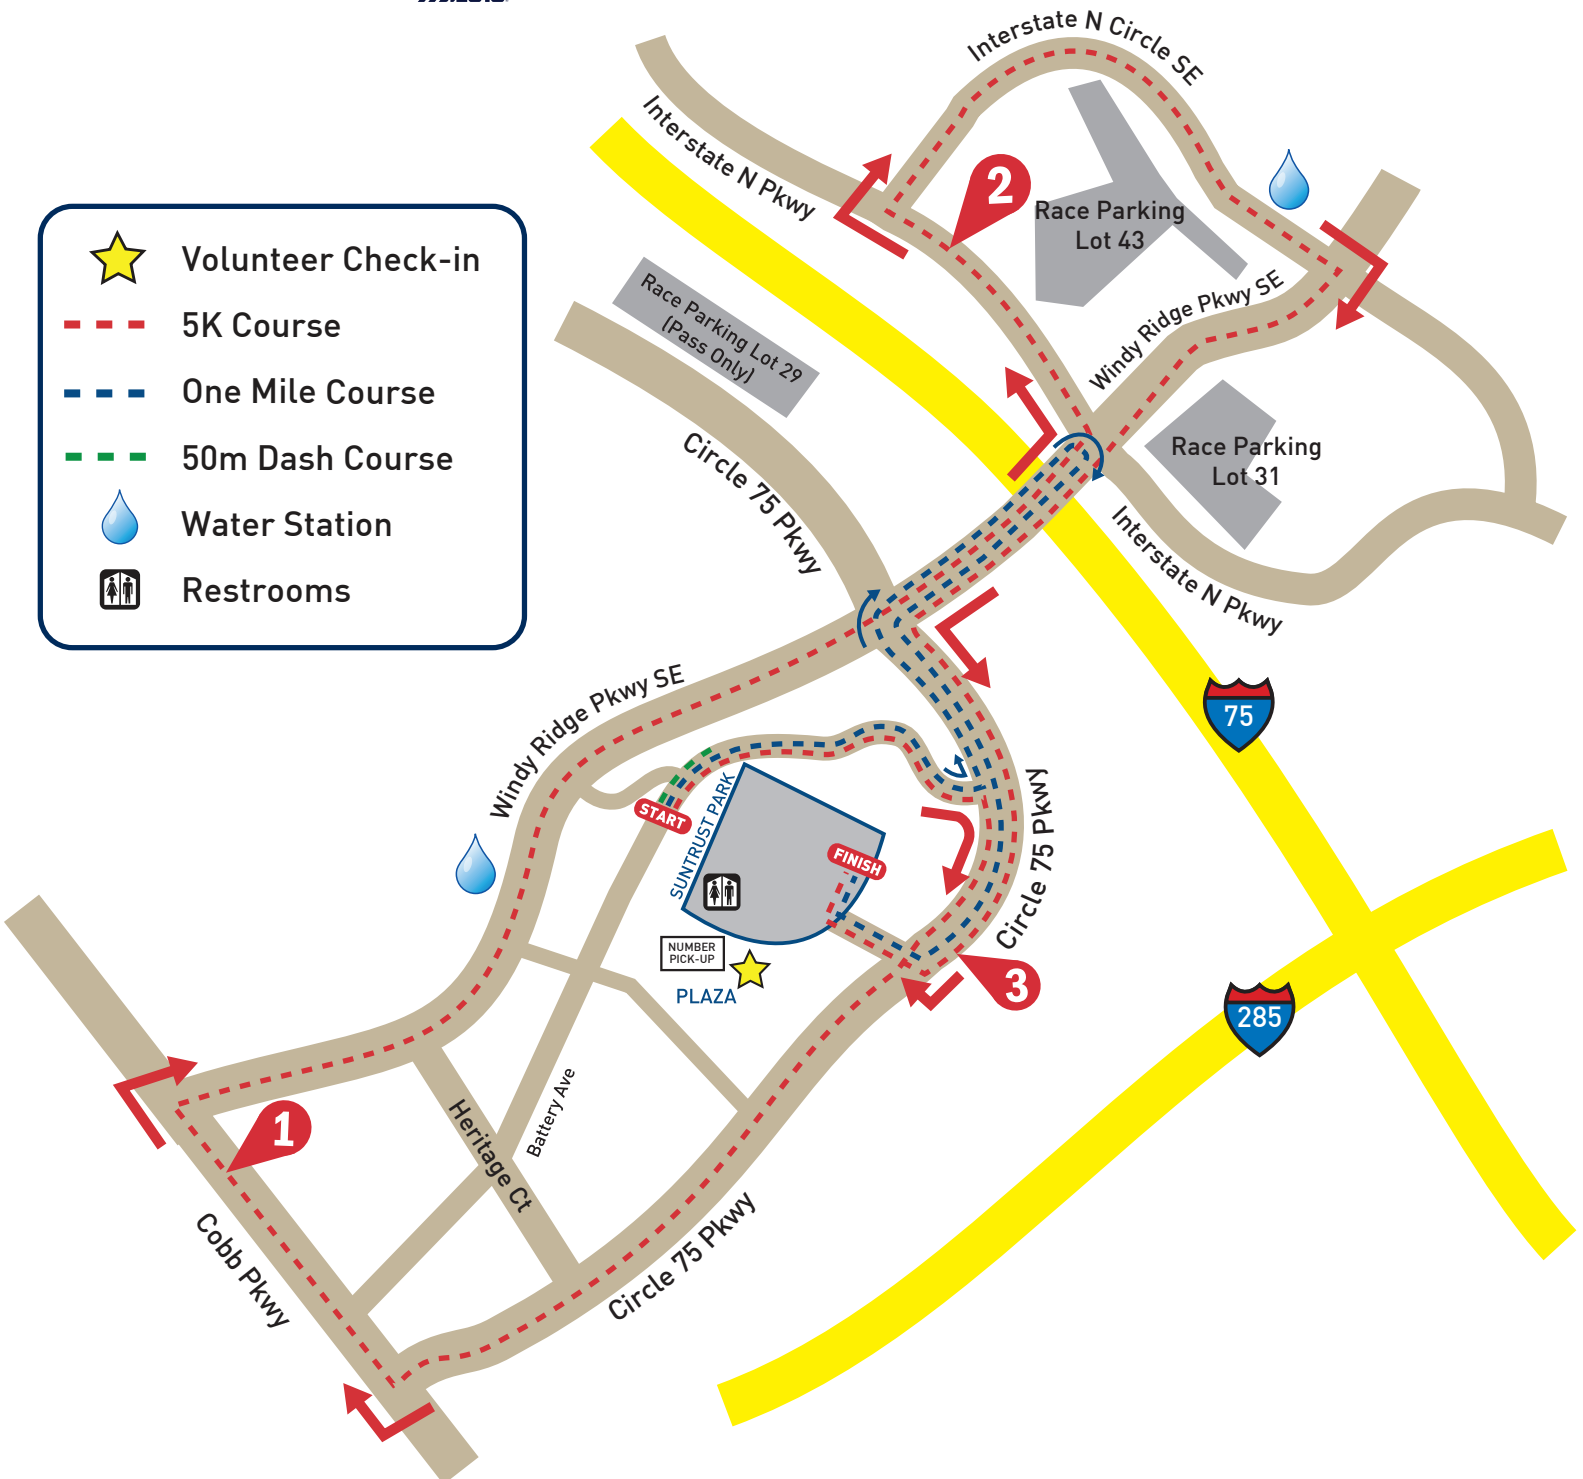 Interstate N Circle SE
Interstate N Pkwy
2
Race Parking
Lot 43
Volunteer Check-in
5K Course
One Mile Course
50m Dash Course
Water Station
Restrooms
Race Parking Lot 29
(Pass Only)
Windy Ridge Pkwy SE
Circle 75 Pkwy
Race Parking
Lot 31
Interstate N Pkwy
Windy Ridge Pkwy SE
75
START
SUNTRUST PARK
FINISH
Circle 75 Pkwy
NUMBER
PICK-UP
PLAZA
3
285
1
Battery Ave
Heritage Ct
Cobb Pkwy
Circle 75 Pkwy